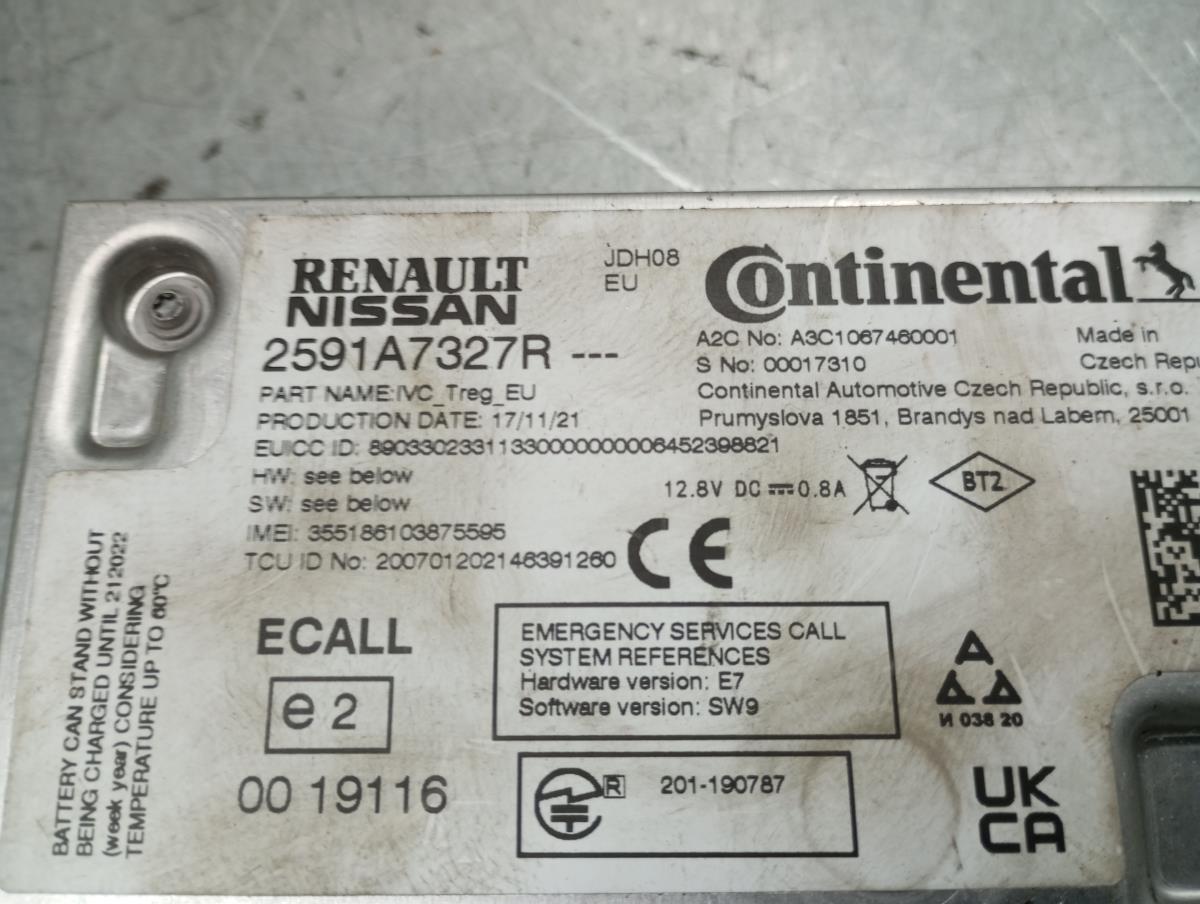 RENAULT
NISSAN
JDH08
EU
Continental
2591A7327R ---
A2C No: A3C1067460001
S No: 00017310
Made in
Czech Repu
Continental Automotive Czech Republic, s.r.o.
Prumyslova 1851, Brandys nad Labem, 25001
PART NAME:IVC_Treg_EU
PRODUCTION DATE: 17/11/21
EUICC ID: 89033023311330000000006452398821
HW: see below
SW: see below
12.8V DC 0.8A
BT2
IMEI: 355186103875595
TCU ID No: 200701202146391260
CE
BATTERY CAN STAND WITHOUT
BEING CHARGED UNTIL 212022
(week year) CONSIDERING
TEMPERATURE UP TO 60°C
ECALL
e2
00 19116
EMERGENCY SERVICES CALL
SYSTEM REFERENCES
Hardware version: E7
Software version: SW9
R 201-190787
И 038 20
UK
CA